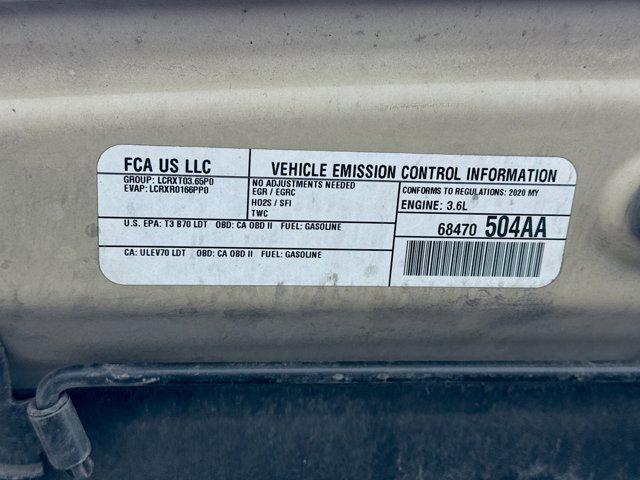 FCA US LLC
GROUP: LCRXT03.65P0
EVAP: LCRXR0166PP0
VEHICLE EMISSION CONTROL INFORMATION
NO ADJUSTMENTS NEEDED
EGR / EGRC
HO2S / SFI
TWC
CONFORMS TO REGULATIONS: 2020 MY
ENGINE: 3.6L
U.S. EPA: T3 B70 LDT OBD: CA OBD II FUEL: GASOLINE
68470 504AA
CA: ULEV70 LDT OBD: CA OBD II FUEL: GASOLINE